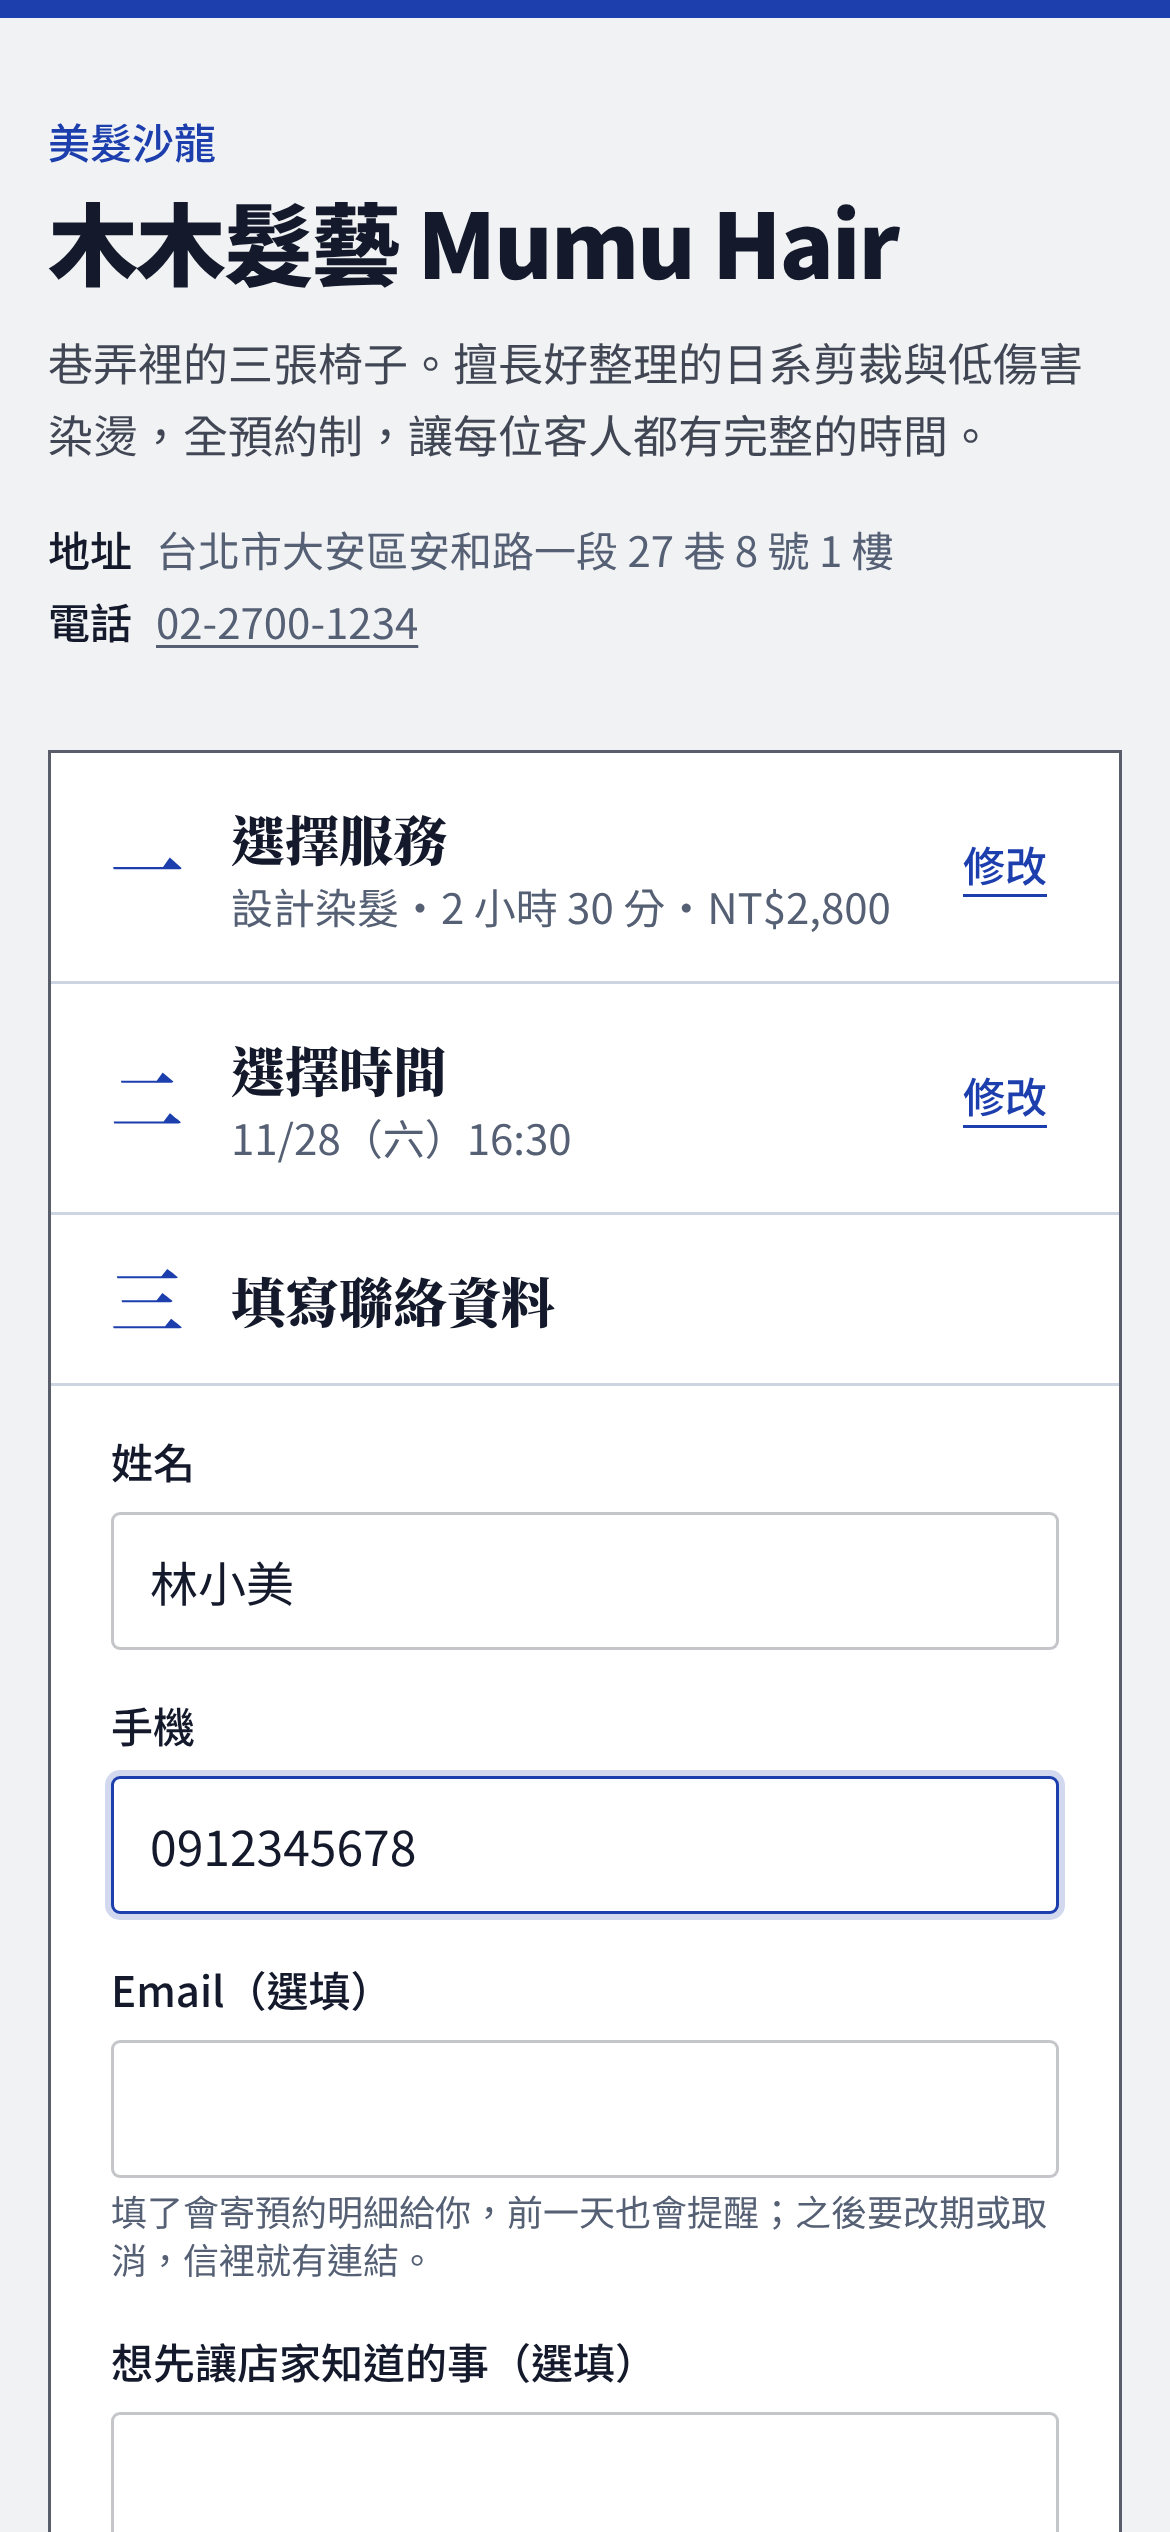 美髮沙龍
木木髮藝 Mumu Hair
巷弄裡的三張椅子。擅長好整理的日系剪裁與低傷害
染燙，全預約制，讓每位客人都有完整的時間。
地址 台北市大安區安和路一段 27 巷 8 號 1 樓
電話 02-2700-1234
一 選擇服務
設計染髮・2 小時 30 分・NT$2,800
修改
二 選擇時間
11/28（六）16:30
修改
三 填寫聯絡資料
姓名
林小美
手機
0912345678
Email（選填）
填了會寄預約明細給你，前一天也會提醒；之後要改期或取
消，信裡就有連結。
想先讓店家知道的事（選填）